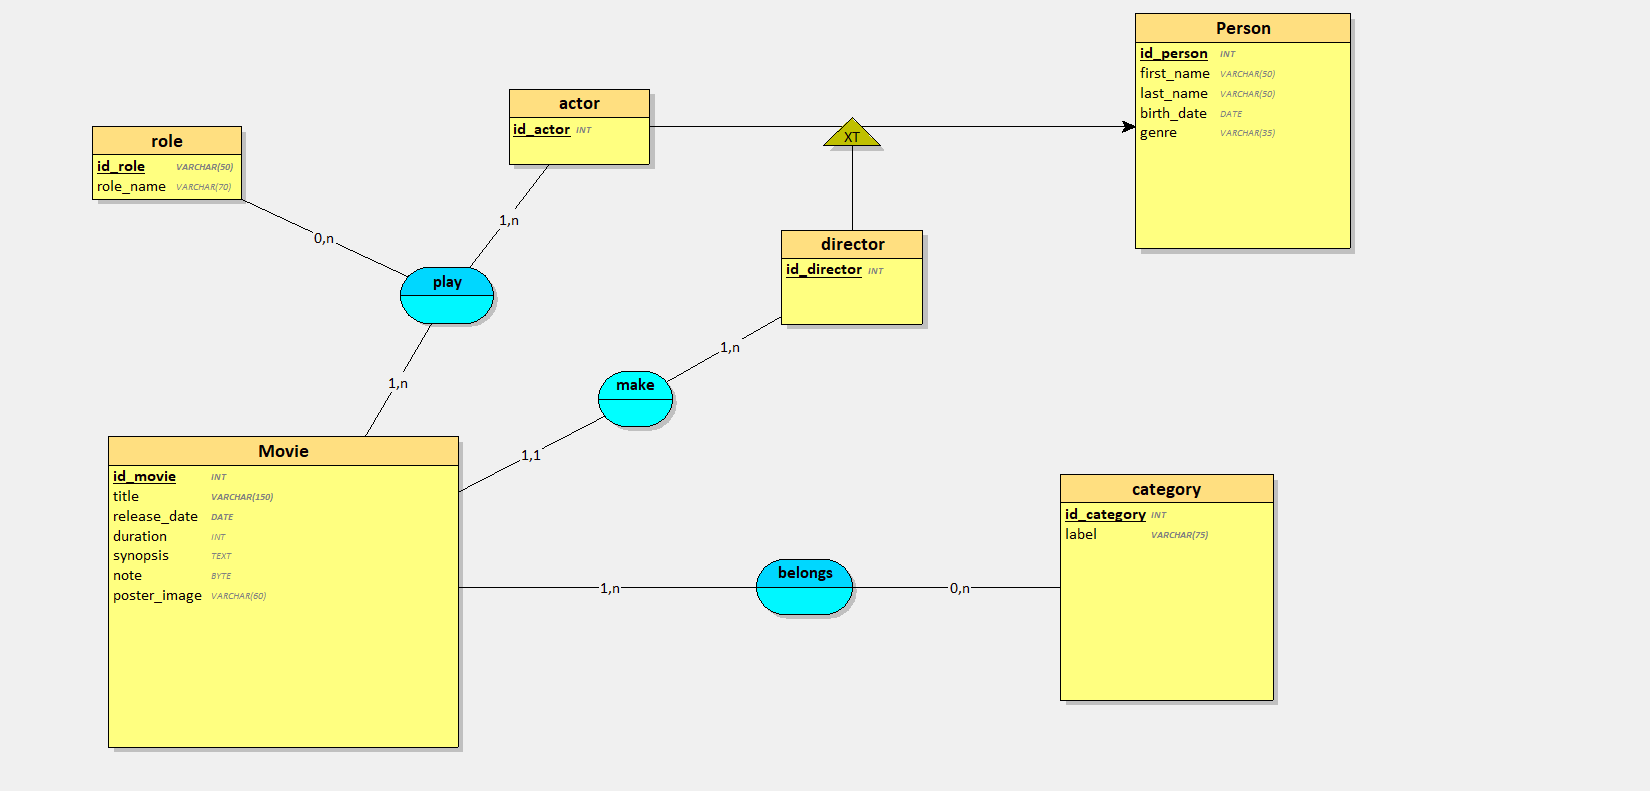 Person
id_person INT
first_name VARCHAR(50)
last_name VARCHAR(50)
birth_date DATE
genre VARCHAR(35)
actor
id_actor INT
XT
role
id_role VARCHAR(50)
role_name VARCHAR(70)
1,n
0,n
play
director
id_director INT
1,n
make
1,n
1,1
Movie
id_movie INT
title VARCHAR(150)
release_date DATE
duration INT
synopsis TEXT
note BYTE
poster_image VARCHAR(60)
category
id_category INT
label VARCHAR(75)
belongs
1,n
0,n